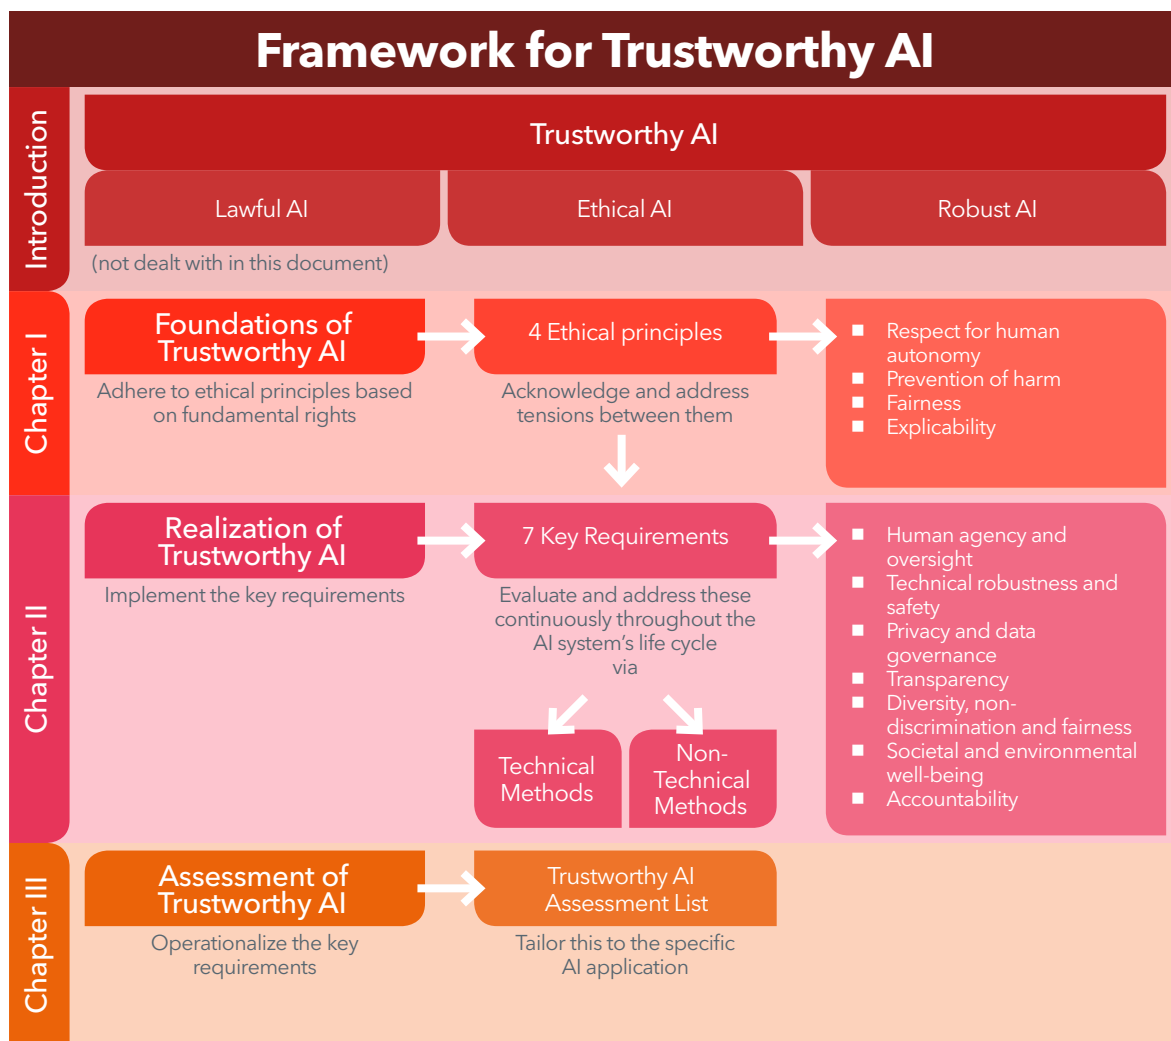 Framework for Trustworthy AI
Introduction
Trustworthy AI
Lawful AI
Ethical AI
Robust AI
(not dealt with in this document)
Chapter I
Foundations of
Trustworthy AI
Adhere to ethical principles based
on fundamental rights
4 Ethical principles
Acknowledge and address
tensions between them
Respect for human
autonomy
Prevention of harm
Fairness
Explicability
Chapter II
Realization of
Trustworthy AI
Implement the key requirements
7 Key Requirements
Evaluate and address these
continuously throughout the
AI system’s life cycle
via
Technical
Methods
Non-
Technical
Methods
Human agency and
oversight
Technical robustness and
safety
Privacy and data
governance
Transparency
Diversity, non-
discrimination and fairness
Societal and environmental
well-being
Accountability
Chapter III
Assessment of
Trustworthy AI
Operationalize the key
requirements
Trustworthy AI
Assessment List
Tailor this to the specific
AI application